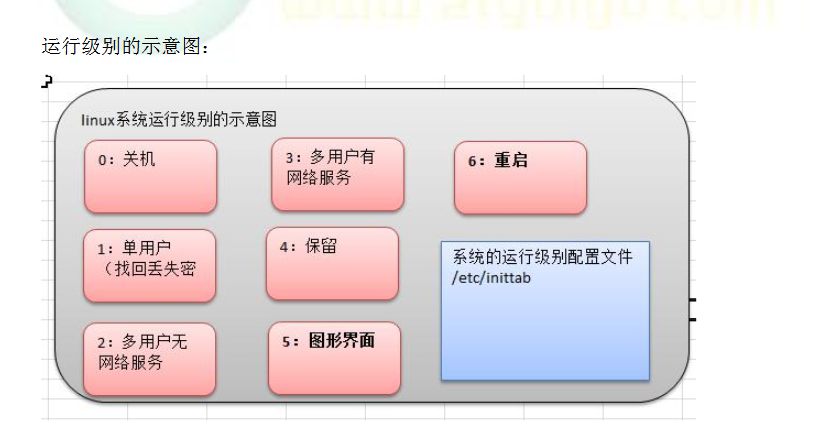 运行级别的示意图：
linux系统运行级别的示意图
0：关机
3：多用户有
网络服务
6：重启
1：单用户
（找回丢失密
4：保留
系统的运行级别配置文件
/etc/inittab
2：多用户无
网络服务
5：图形界面